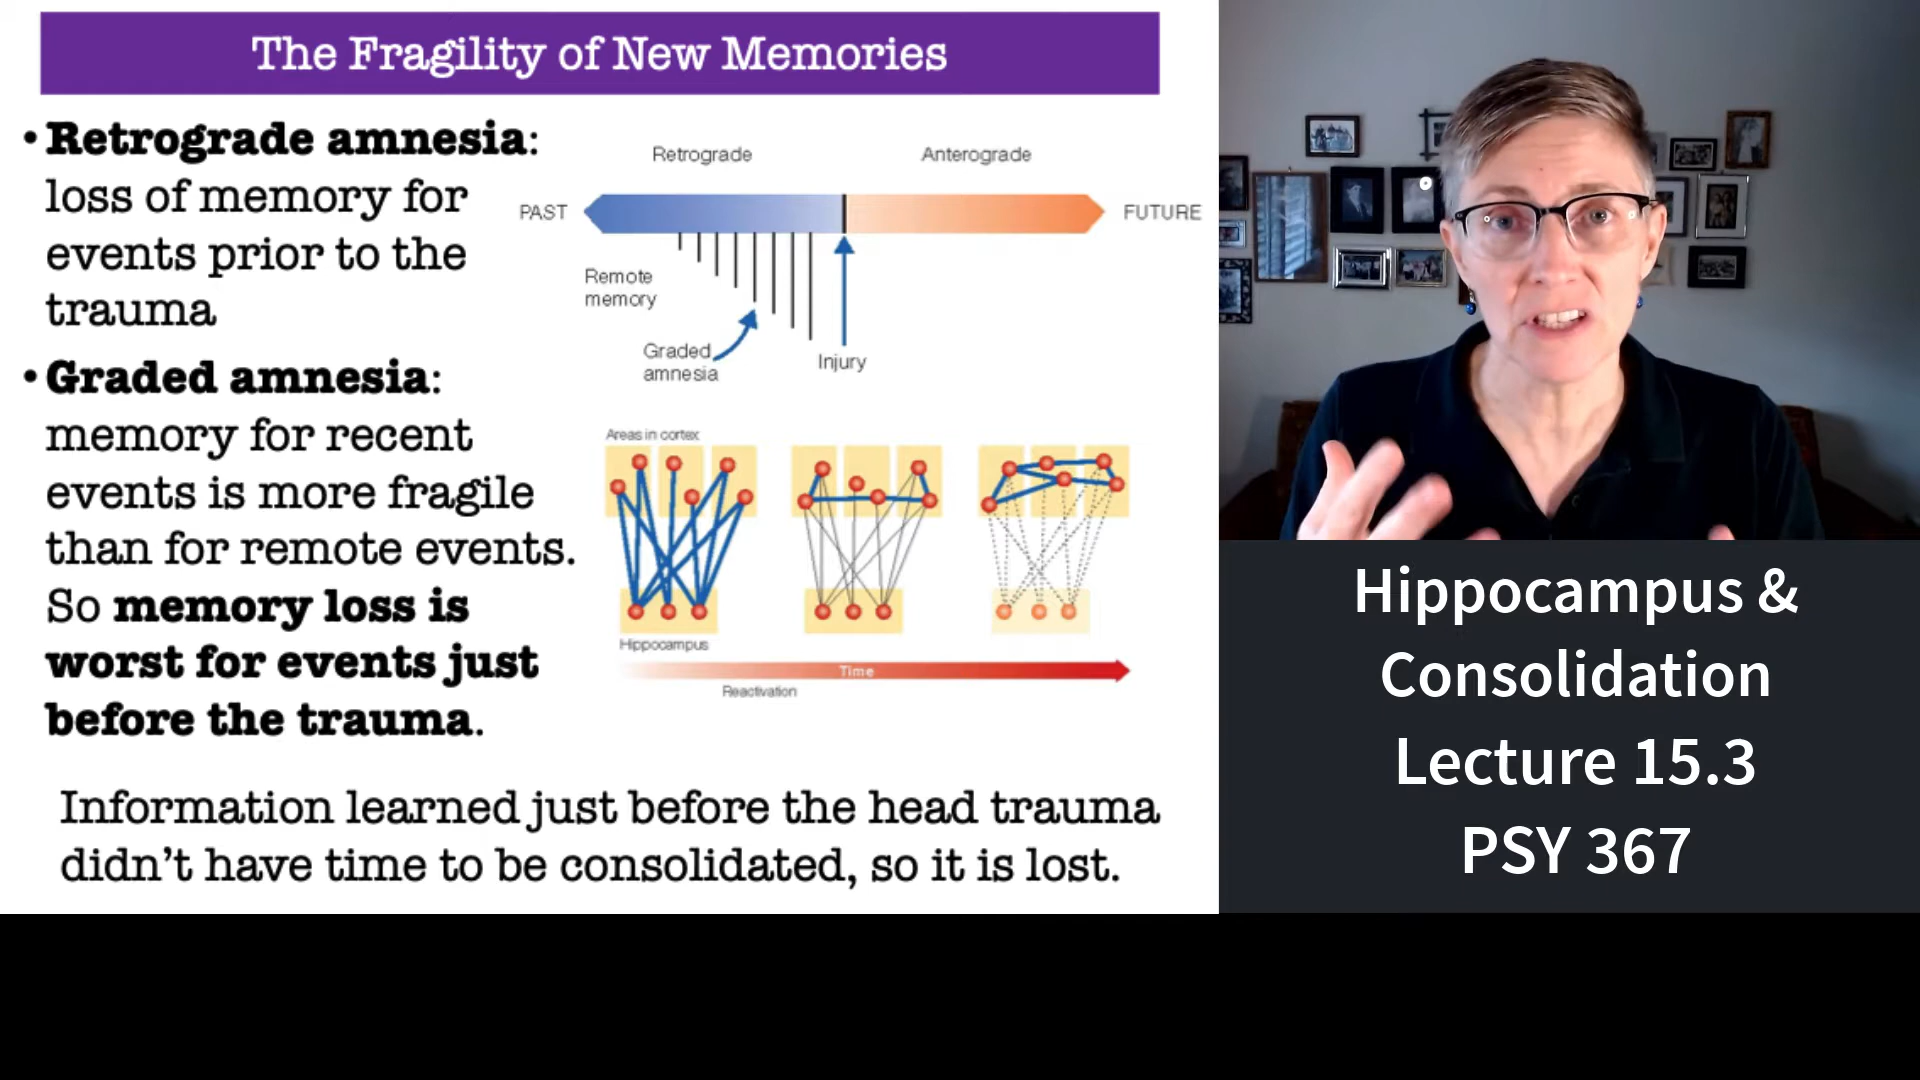 The Fragility of New Memories
• Retrograde amnesia:
loss of memory for
events prior to the
trauma
• Graded amnesia:
memory for recent
events is more fragile
than for remote events.
So memory loss is
worst for events just
before the trauma.
Retrograde
Anterograde
PAST
FUTURE
Remote
memory
Graded
amnesia
Injury
Areas in cortex
Hippocampus
Time
Reactivation
Information learned just before the head trauma
didn't have time to be consolidated, so it is lost.
Hippocampus &
Consolidation
Lecture 15.3
PSY 367